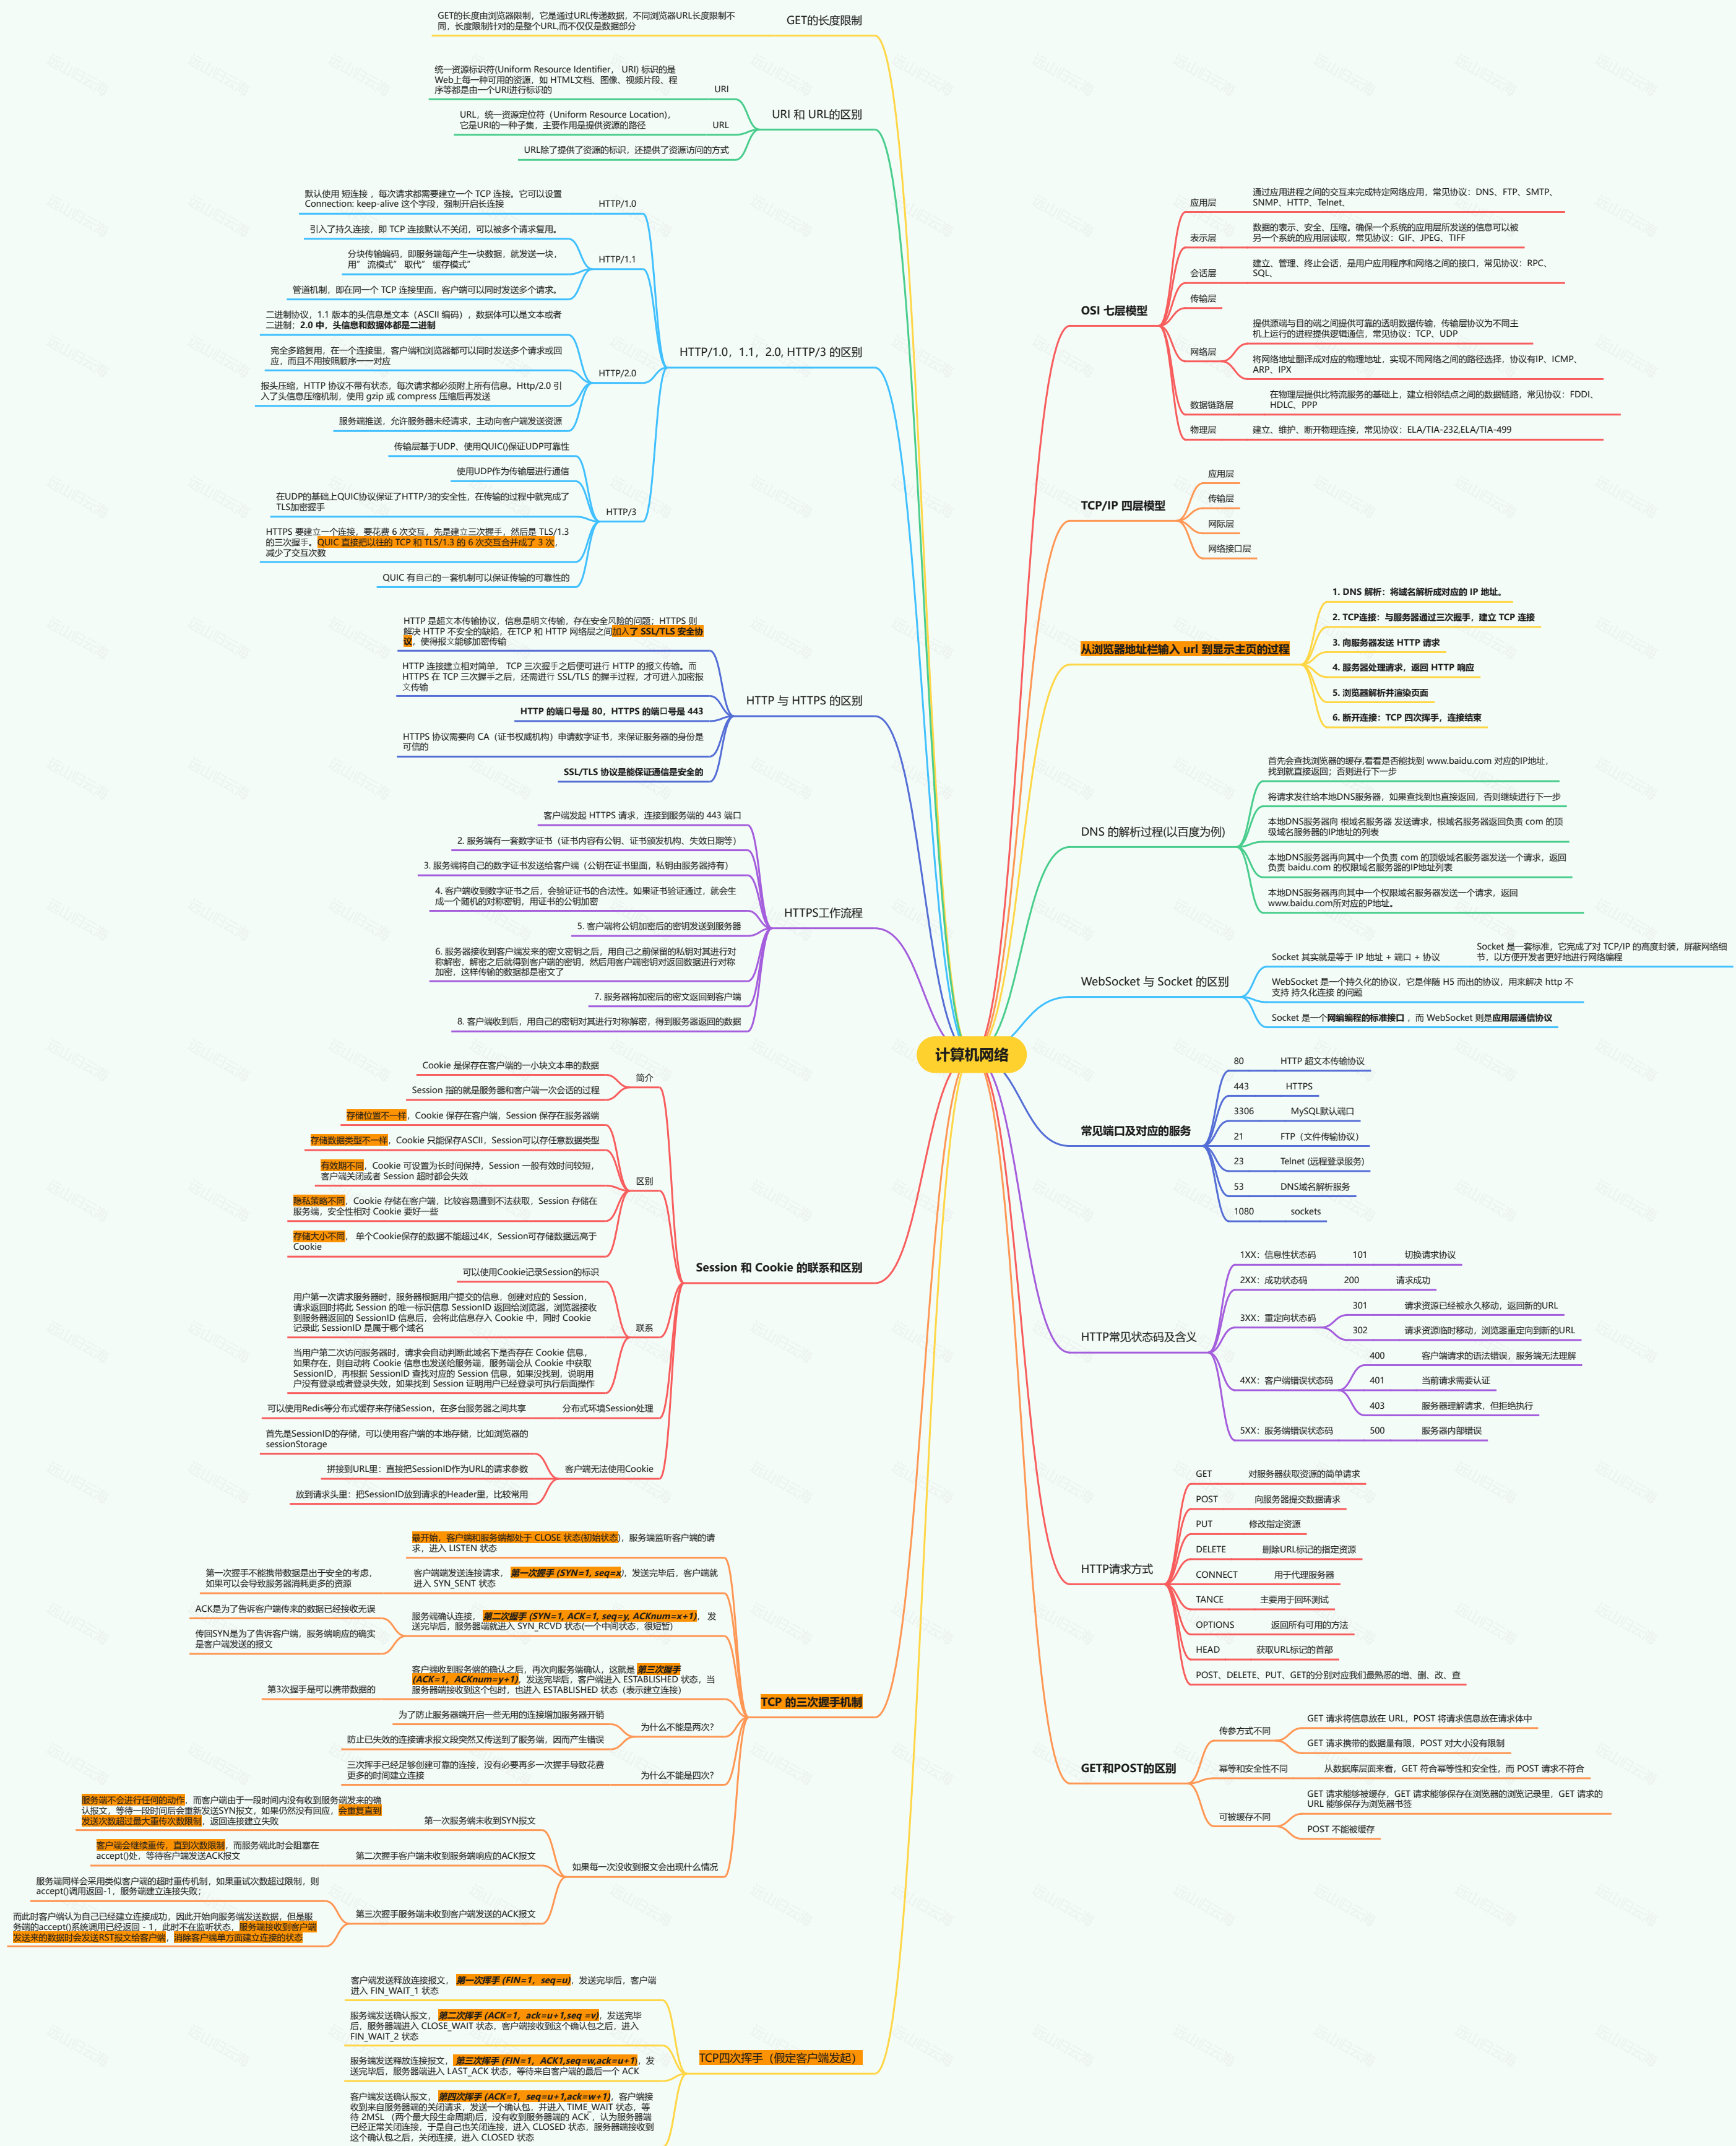 GET的长度限制
GET的长度由浏览器限制，它是通过URL传递数据，不同浏览器URL长度限制不
同，长度限制针对的是整个URL,而不仅仅是数据部分
URI 和 URL的区别
URI
统一资源标识符(Uniform Resource Identifier， URI) 标识的是
Web上每一种可用的资源，如 HTML文档、图像、视频片段、程
序等都是由一个URI进行标识的
URL
URL，统一资源定位符（Uniform Resource Location)，
它是URI的一种子集，主要作用是提供资源的路径
URL除了提供了资源的标识，还提供了资源访问的方式
HTTP/1.0，1.1，2.0, HTTP/3 的区别
HTTP/1.0
默认使用 短连接 ，每次请求都需要建立一个 TCP 连接。它可以设置
Connection: keep-alive 这个字段，强制开启长连接
HTTP/1.1
引入了持久连接，即 TCP 连接默认不关闭，可以被多个请求复用。
分块传输编码，即服务端每产生一块数据，就发送一块，
用” 流模式” 取代” 缓存模式“
管道机制，即在同一个 TCP 连接里面，客户端可以同时发送多个请求。
HTTP/2.0
二进制协议，1.1 版本的头信息是文本（ASCII 编码），数据体可以是文本或者
二进制；2.0 中，头信息和数据体都是二进制
完全多路复用，在一个连接里，客户端和浏览器都可以同时发送多个请求或回
应，而且不用按照顺序一一对应
报头压缩，HTTP 协议不带有状态，每次请求都必须附上所有信息。Http/2.0 引
入了头信息压缩机制，使用 gzip 或 compress 压缩后再发送
服务端推送，允许服务器未经请求，主动向客户端发送资源
HTTP/3
传输层基于UDP、使用QUIC()保证UDP可靠性
使用UDP作为传输层进行通信
在UDP的基础上QUIC协议保证了HTTP/3的安全性，在传输的过程中就完成了
TLS加密握手
HTTPS 要建⽴⼀个连接，要花费 6 次交互，先是建⽴三次握⼿，然后是 TLS/1.3
的三次握⼿。QUIC 直接把以往的 TCP 和 TLS/1.3 的 6 次交互合并成了 3 次，
减少了交互次数
QUIC 有⾃⼰的⼀套机制可以保证传输的可靠性的
HTTP 与 HTTPS 的区别
HTTP 是超⽂本传输协议，信息是明⽂传输，存在安全⻛险的问题；HTTPS 则
解决 HTTP 不安全的缺陷，在TCP 和 HTTP 网络层之间加入了 SSL/TLS 安全协
议，使得报⽂能够加密传输
HTTP 连接建⽴相对简单， TCP 三次握⼿之后便可进⾏ HTTP 的报⽂传输。⽽
HTTPS 在 TCP 三次握⼿之后，还需进⾏ SSL/TLS 的握⼿过程，才可进⼊加密报
⽂传输
HTTP 的端⼝号是 80，HTTPS 的端⼝号是 443
HTTPS 协议需要向 CA（证书权威机构）申请数字证书，来保证服务器的身份是
可信的
SSL/TLS 协议是能保证通信是安全的
HTTPS工作流程
客户端发起 HTTPS 请求，连接到服务端的 443 端口
2. 服务端有一套数字证书（证书内容有公钥、证书颁发机构、失效日期等）
3. 服务端将自己的数字证书发送给客户端（公钥在证书里面，私钥由服务器持有）
4. 客户端收到数字证书之后，会验证证书的合法性。如果证书验证通过，就会生
成一个随机的对称密钥，用证书的公钥加密
5. 客户端将公钥加密后的密钥发送到服务器
6. 服务器接收到客户端发来的密文密钥之后，用自己之前保留的私钥对其进行对
称解密，解密之后就得到客户端的密钥，然后用客户端密钥对返回数据进行对称
加密，这样传输的数据都是密文了
7. 服务器将加密后的密文返回到客户端
8. 客户端收到后，用自己的密钥对其进行对称解密，得到服务器返回的数据
Session 和 Cookie 的联系和区别
简介
Cookie 是保存在客户端的一小块文本串的数据
Session 指的就是服务器和客户端一次会话的过程
区别
存储位置不一样，Cookie 保存在客户端，Session 保存在服务器端
存储数据类型不一样，Cookie 只能保存ASCII，Session可以存任意数据类型
有效期不同，Cookie 可设置为长时间保持，Session 一般有效时间较短，
客户端关闭或者 Session 超时都会失效
隐私策略不同，Cookie 存储在客户端，比较容易遭到不法获取，Session 存储在
服务端，安全性相对 Cookie 要好一些
存储大小不同， 单个Cookie保存的数据不能超过4K，Session可存储数据远高于
Cookie
联系
可以使用Cookie记录Session的标识
用户第一次请求服务器时，服务器根据用户提交的信息，创建对应的 Session，
请求返回时将此 Session 的唯一标识信息 SessionID 返回给浏览器，浏览器接收
到服务器返回的 SessionID 信息后，会将此信息存入 Cookie 中，同时 Cookie
记录此 SessionID 是属于哪个域名
当用户第二次访问服务器时，请求会自动判断此域名下是否存在 Cookie 信息，
如果存在，则自动将 Cookie 信息也发送给服务端，服务端会从 Cookie 中获取
SessionID，再根据 SessionID 查找对应的 Session 信息，如果没找到，说明用
户没有登录或者登录失效，如果找到 Session 证明用户已经登录可执行后面操作
分布式环境Session处理
可以使用Redis等分布式缓存来存储Session，在多台服务器之间共享
客户端无法使用Cookie
首先是SessionID的存储，可以使用客户端的本地存储，比如浏览器的
sessionStorage
拼接到URL里：直接把SessionID作为URL的请求参数
放到请求头里：把SessionID放到请求的Header里，比较常用
TCP 的三次握手机制
最开始，客户端和服务端都处于 CLOSE 状态(初始状态)，服务端监听客户端的请
求，进入 LISTEN 状态
客户端端发送连接请求， 第一次握手 (SYN=1, seq=x)，发送完毕后，客户端就
进入 SYN_SENT 状态
第一次握手不能携带数据是出于安全的考虑，
如果可以会导致服务器消耗更多的资源
服务端确认连接， 第二次握手 (SYN=1, ACK=1, seq=y, ACKnum=x+1)， 发
送完毕后，服务器端就进入 SYN_RCVD 状态(一个中间状态，很短暂)
ACK是为了告诉客户端传来的数据已经接收无误
传回SYN是为了告诉客户端，服务端响应的确实
是客户端发送的报文
客户端收到服务端的确认之后，再次向服务端确认，这就是 第三次握手
(ACK=1，ACKnum=y+1)，发送完毕后，客户端进入 ESTABLISHED 状态，当
服务器端接收到这个包时，也进入 ESTABLISHED 状态（表示建立连接）
第3次握手是可以携带数据的
为什么不能是两次？
为了防止服务器端开启一些无用的连接增加服务器开销
防止已失效的连接请求报文段突然又传送到了服务端，因而产生错误
为什么不能是四次？
三次挥手已经足够创建可靠的连接，没有必要再多一次握手导致花费
更多的时间建立连接
如果每一次没收到报文会出现什么情况
第一次服务端未收到SYN报文
服务端不会进行任何的动作，而客户端由于一段时间内没有收到服务端发来的确
认报文，等待一段时间后会重新发送SYN报文，如果仍然没有回应，会重复直到
发送次数超过最大重传次数限制，返回连接建立失败
第二次握手客户端未收到服务端响应的ACK报文
客户端会继续重传，直到次数限制，而服务端此时会阻塞在
accept()处，等待客户端发送ACK报文
第三次握手服务端未收到客户端发送的ACK报文
服务端同样会采用类似客户端的超时重传机制，如果重试次数超过限制，则
accept()调用返回-1，服务端建立连接失败；
而此时客户端认为自己已经建立连接成功，因此开始向服务端发送数据，但是服
务端的accept()系统调用已经返回 - 1，此时不在监听状态，服务端接收到客户端
发送来的数据时会发送RST报文给客户端，消除客户端单方面建立连接的状态
TCP四次挥手（假定客户端发起）
客户端发送释放连接报文， 第一次挥手 (FIN=1，seq=u)，发送完毕后，客户端
进入 FIN_WAIT_1 状态
服务端发送确认报文， 第二次挥手 (ACK=1，ack=u+1,seq =v)，发送完毕
后，服务器端进入 CLOSE_WAIT 状态，客户端接收到这个确认包之后，进入
FIN_WAIT_2 状态
服务端发送释放连接报文， 第三次挥手 (FIN=1，ACK1,seq=w,ack=u+1)，发
送完毕后，服务器端进入 LAST_ACK 状态，等待来自客户端的最后一个 ACK
客户端发送确认报文， 第四次挥手 (ACK=1，seq=u+1,ack=w+1)，客户端接
收到来自服务器端的关闭请求，发送一个确认包，并进入 TIME_WAIT 状态，等
待 2MSL （两个最大段生命周期)后，没有收到服务器端的 ACK ，认为服务器端
已经正常关闭连接，于是自己也关闭连接，进入 CLOSED 状态，服务器端接收到
这个确认包之后，关闭连接，进入 CLOSED 状态
计算机网络
OSI 七层模型
应用层
通过应用进程之间的交互来完成特定网络应用，常见协议：DNS、FTP、SMTP、
SNMP、HTTP、Telnet、
表示层
数据的表示、安全、压缩。确保一个系统的应用层所发送的信息可以被
另一个系统的应用层读取，常见协议：GIF、JPEG、TIFF
会话层
建立、管理、终止会话，是用户应用程序和网络之间的接口，常见协议：RPC、
SQL、
传输层
网络层
提供源端与目的端之间提供可靠的透明数据传输，传输层协议为不同主
机上运行的进程提供逻辑通信，常见协议：TCP、UDP
将网络地址翻译成对应的物理地址，实现不同网络之间的路径选择，协议有IP、ICMP、
ARP、IPX
数据链路层
在物理层提供比特流服务的基础上，建立相邻结点之间的数据链路，常见协议：FDDI、
HDLC、PPP
物理层
建立、维护、断开物理连接，常见协议：ELA/TIA-232,ELA/TIA-499
TCP/IP 四层模型
应用层
传输层
网际层
网络接口层
从浏览器地址栏输入 url 到显示主页的过程
1. DNS 解析：将域名解析成对应的 IP 地址。
2. TCP连接：与服务器通过三次握手，建立 TCP 连接
3. 向服务器发送 HTTP 请求
4. 服务器处理请求，返回 HTTP 响应
5. 浏览器解析并渲染页面
6. 断开连接：TCP 四次挥手，连接结束
DNS 的解析过程(以百度为例)
首先会查找浏览器的缓存,看看是否能找到 www.baidu.com 对应的IP地址，
找到就直接返回；否则进行下一步
将请求发往给本地DNS服务器，如果查找到也直接返回，否则继续进行下一步
本地DNS服务器向 根域名服务器 发送请求，根域名服务器返回负责 com 的顶
级域名服务器的IP地址的列表
本地DNS服务器再向其中一个负责 com 的顶级域名服务器发送一个请求，返回
负责 baidu.com 的权限域名服务器的IP地址列表
本地DNS服务器再向其中一个权限域名服务器发送一个请求，返回
www.baidu.com所对应的IP地址。
WebSocket 与 Socket 的区别
Socket 其实就是等于 IP 地址 + 端口 + 协议
Socket 是一套标准，它完成了对 TCP/IP 的高度封装，屏蔽网络细
节，以方便开发者更好地进行网络编程
WebSocket 是一个持久化的协议，它是伴随 H5 而出的协议，用来解决 http 不
支持 持久化连接 的问题
Socket 是一个网编编程的标准接口 ，而 WebSocket 则是应用层通信协议
常见端口及对应的服务
80 HTTP 超文本传输协议
443 HTTPS
3306 MySQL默认端口
21 FTP（文件传输协议）
23 Telnet (远程登录服务)
53 DNS域名解析服务
1080 sockets
HTTP常见状态码及含义
1XX：信息性状态码 101 切换请求协议
2XX：成功状态码 200 请求成功
3XX：重定向状态码
301 请求资源已经被永久移动，返回新的URL
302 请求资源临时移动，浏览器重定向到新的URL
4XX：客户端错误状态码
400 客户端请求的语法错误，服务端无法理解
401 当前请求需要认证
403 服务器理解请求，但拒绝执行
5XX：服务端错误状态码 500 服务器内部错误
HTTP请求方式
GET 对服务器获取资源的简单请求
POST 向服务器提交数据请求
PUT 修改指定资源
DELETE 删除URL标记的指定资源
CONNECT 用于代理服务器
TANCE 主要用于回环测试
OPTIONS 返回所有可用的方法
HEAD 获取URL标记的首部
POST、DELETE、PUT、GET的分别对应我们最熟悉的增、删、改、查
GET和POST的区别
传参方式不同
GET 请求将信息放在 URL，POST 将请求信息放在请求体中
GET 请求携带的数据量有限，POST 对大小没有限制
幂等和安全性不同
从数据库层面来看，GET 符合幂等性和安全性，而 POST 请求不符合
可被缓存不同
GET 请求能够被缓存，GET 请求能够保存在浏览器的浏览记录里，GET 请求的
URL 能够保存为浏览器书签
POST 不能被缓存